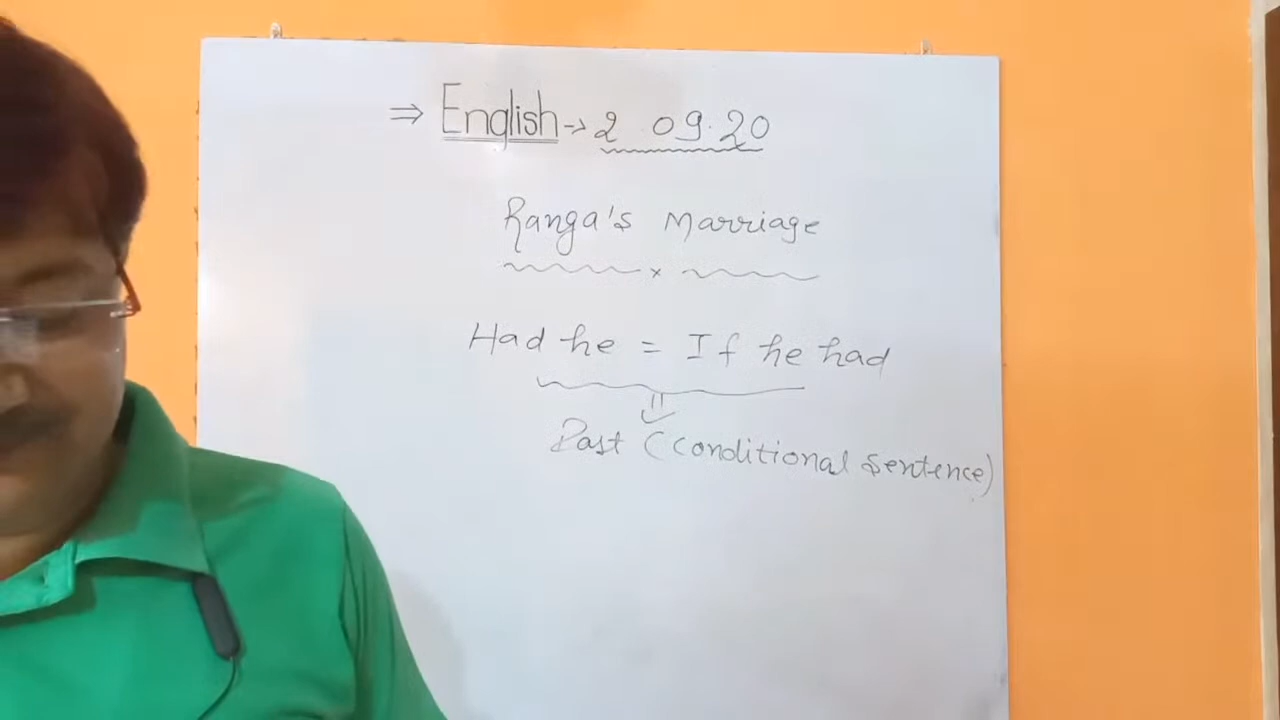 ⇒ English → 2 09.20
Ranga's Marriage
Had he = If he had
Past (Conditional Sentence)